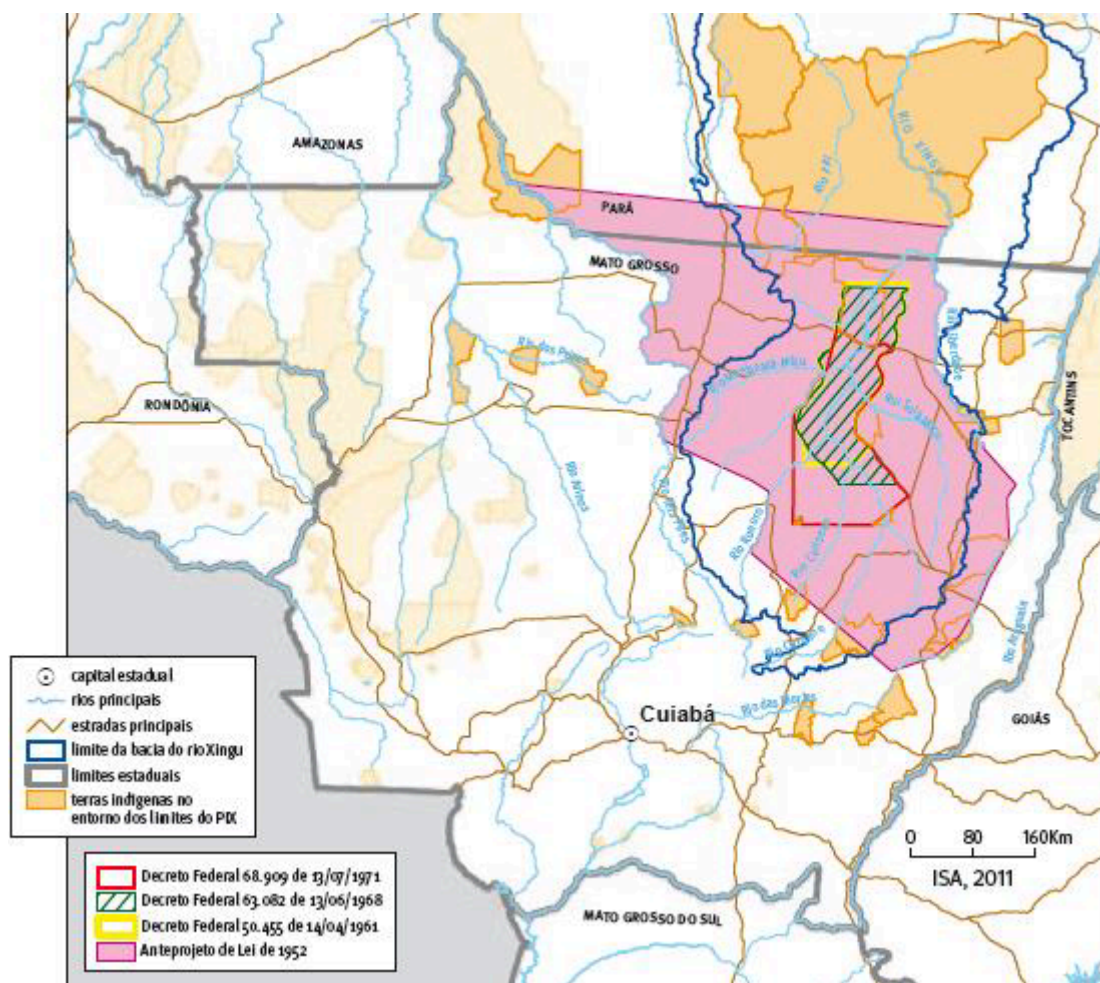 AMAZONAS
PARÁ
MATO GROSSO
RONDÔNIA
TOCANTINS
GOIÁS
MATO GROSSO DO SUL
RIO XINGU
Rio Iriri
Rio dos Peixes
Rio Arinos
Rio Ronuro
Rio Culuene
Rio das Mortes
Rio Araguaia
Cuiabá
capital estadual
rios principais
estradas principais
limite da bacia do rio Xingu
limites estaduais
terras indígenas no
entorno dos limites do PIX
0 80 160Km
ISA, 2011
Decreto Federal 68.909 de 13/07/1971
Decreto Federal 63.082 de 13/06/1968
Decreto Federal 50.455 de 14/04/1961
Anteprojeto de Lei de 1952